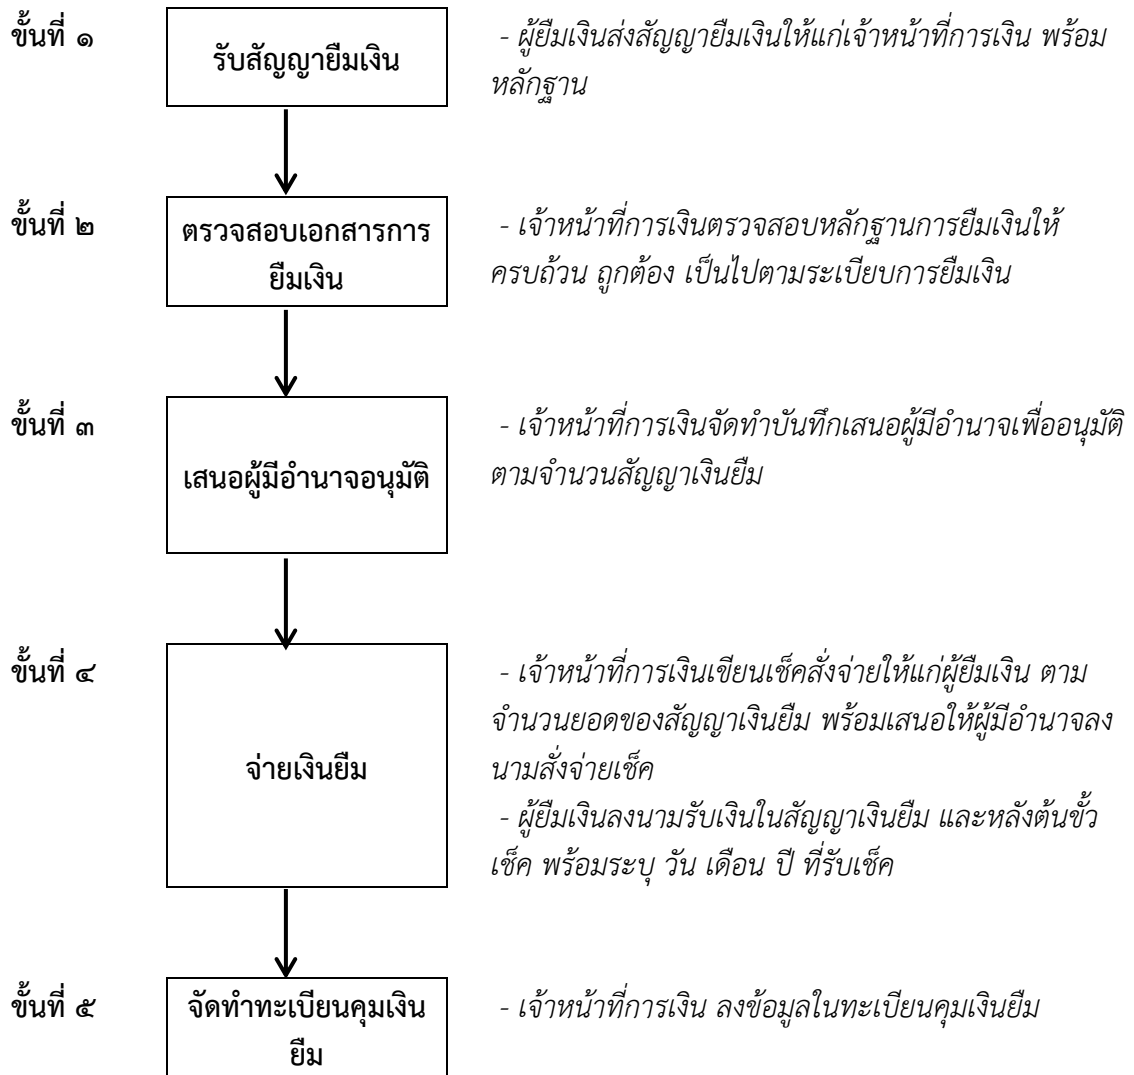 ขั้นที่ ๑
รับสัญญายืมเงิน
- ผู้ยืมเงินส่งสัญญายืมเงินให้แก่เจ้าหน้าที่การเงิน พร้อม
หลักฐาน
ขั้นที่ ๒
ตรวจสอบเอกสารการ
ยืมเงิน
- เจ้าหน้าที่การเงินตรวจสอบหลักฐานการยืมเงินให้
ครบถ้วน ถูกต้อง เป็นไปตามระเบียบการยืมเงิน
ขั้นที่ ๓
เสนอผู้มีอำนาจอนุมัติ
- เจ้าหน้าที่การเงินจัดทำบันทึกเสนอผู้มีอำนาจเพื่ออนุมัติ
ตามจำนวนสัญญาเงินยืม
ขั้นที่ ๔
จ่ายเงินยืม
- เจ้าหน้าที่การเงินเขียนเช็คสั่งจ่ายให้แก่ผู้ยืมเงิน ตาม
จำนวนยอดของสัญญาเงินยืม พร้อมเสนอให้ผู้มีอำนาจลง
นามสั่งจ่ายเช็ค
- ผู้ยืมเงินลงนามรับเงินในสัญญาเงินยืม และหลังต้นขั้ว
เช็ค พร้อมระบุ วัน เดือน ปี ที่รับเช็ค
ขั้นที่ ๕
จัดทำทะเบียนคุมเงิน
ยืม
- เจ้าหน้าที่การเงิน ลงข้อมูลในทะเบียนคุมเงินยืม